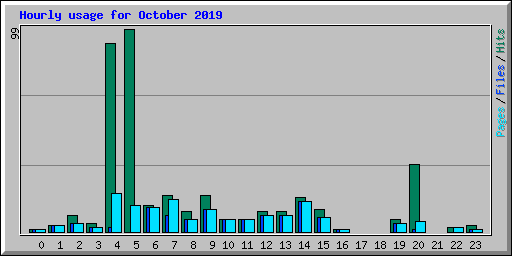 Hourly usage for October 2019
99
Pages/Files/Hits
0 1 2 3 4 5 6 7 8 9 10 11 12 13 14 15 16 17 18 19 20 21 22 23